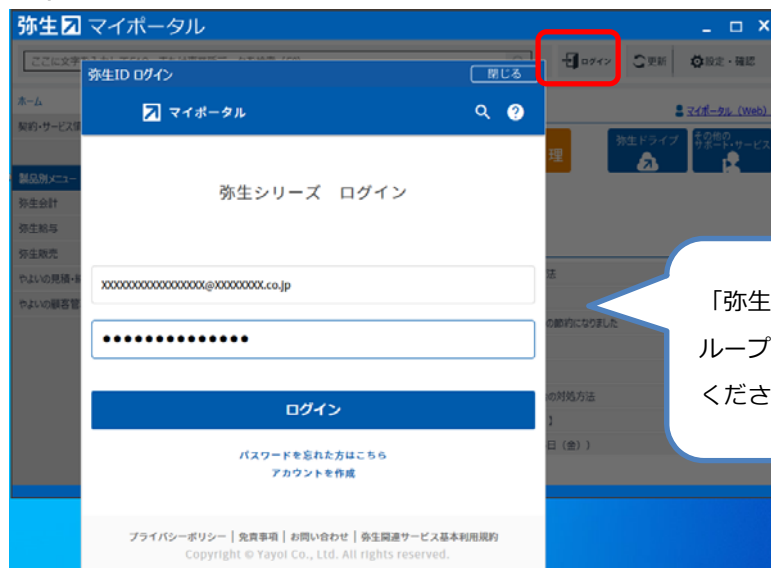 弥生 マイポータル
弥生ID ログイン
閉じる
ログイン
更新
設定・確認
ホーム
マイポータル
マイポータル（Web）
契約・サービス情
弥生ドライブ
その他の
サポート・サービス
理
製品別メニュー
弥生シリーズ ログイン
弥生会計
弥生給与
弥生販売
やよいの見積・
やよいの顧客管
XXXXXXXXXXXXXXXXX@XXXXXXXX.co.jp
●●●●●●●●●●●●●●
法
の節約になりました
の対処方法
】
日（金））
「弥生
ループ
くださ
ログイン
パスワードを忘れた方はこちら
アカウントを作成
プライバシーポリシー | 免責事項 | お問い合わせ | 弥生関連サービス基本利用規約
Copyright © Yayoi Co., Ltd. All rights reserved.